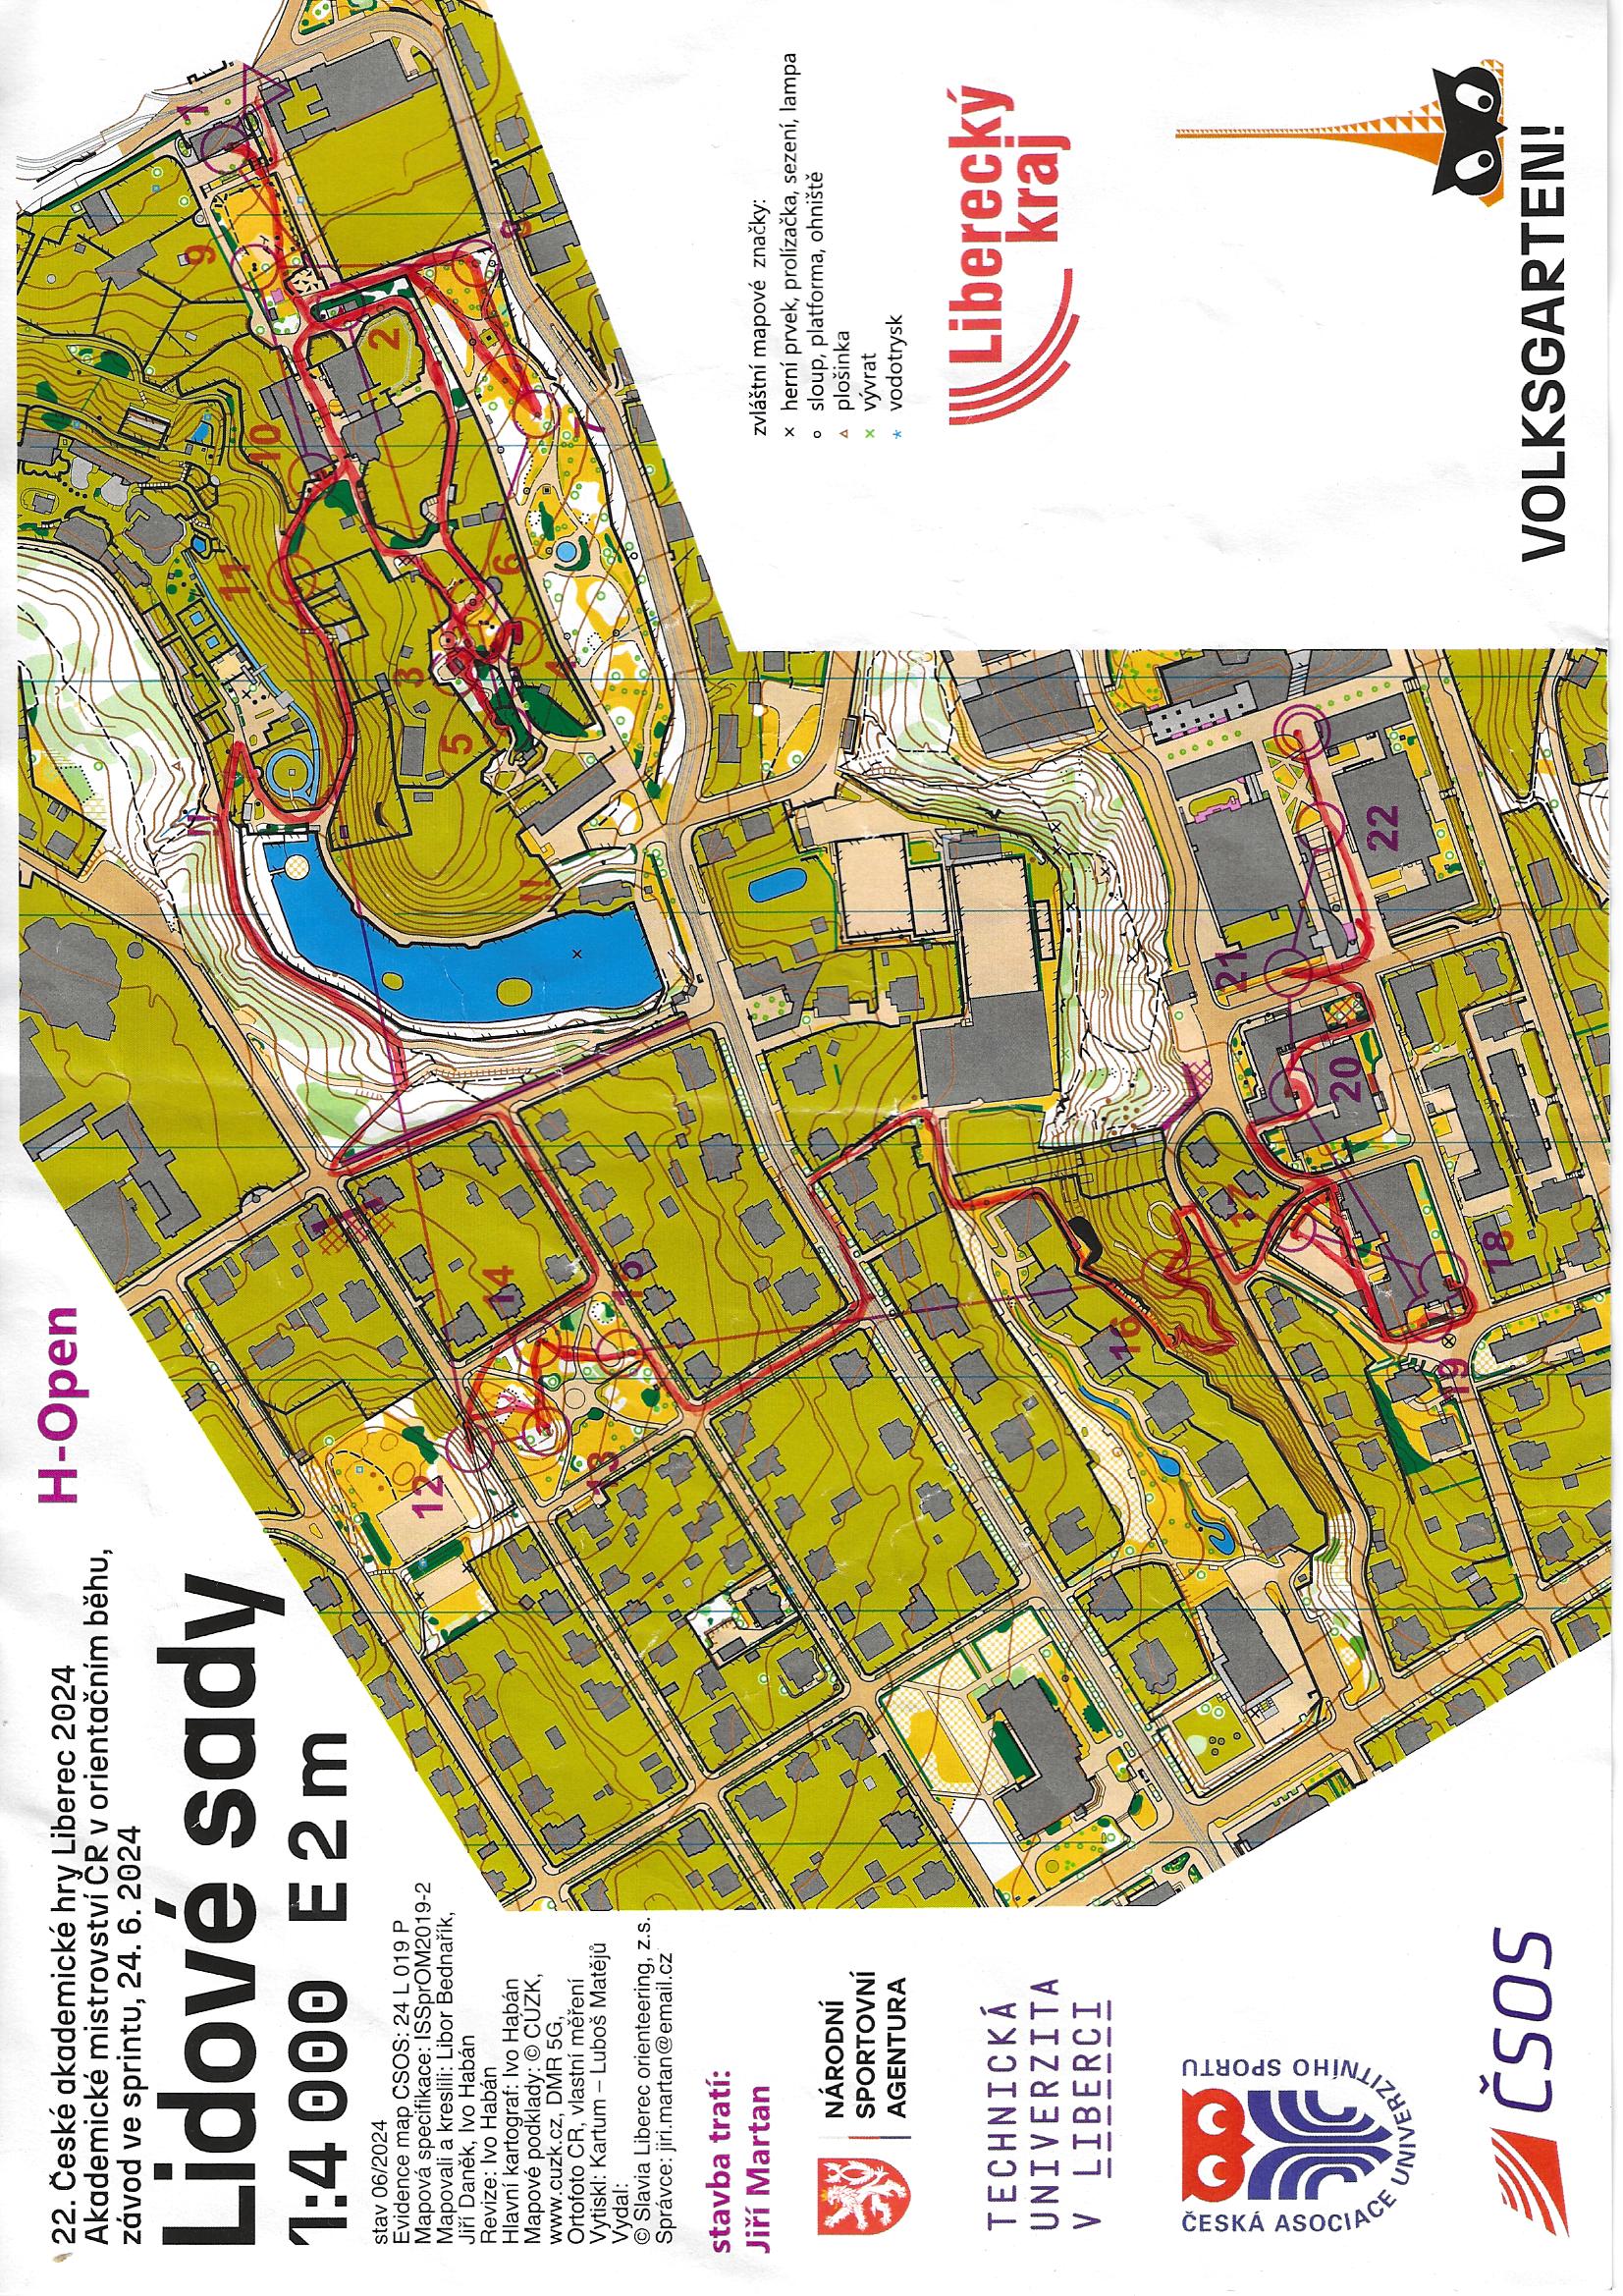 22. České akademické hry Liberec 2024
Akademické mistrovství ČR v orientačním běhu,
závod ve sprintu, 24. 6. 2024
H-Open
Lidové sady
1:4 000 E 2 m
stav 06/2024
Evidence map CSOS: 24 L 019 P
Mapová specifikace: ISSprOM2019-2
Mapovali a kreslili: Libor Bednařík,
Jiří Daněk, Ivo Habán
Revize: Ivo Habán
Hlavní kartograf: Ivo Habán
Mapové podklady: © CÚZK,
www.cuzk.cz, DMR 5G,
Ortofoto CR, vlastní měření
Vytiskl: Kartum – Luboš Matějů
Vydal:
© Slavia Liberec orienteering, z.s.
Správce: jiri.martan@email.cz
stavba tratí:
Jiří Martan
NÁRODNÍ
SPORTOVNÍ
AGENTURA
TECHNICKÁ
UNIVERZITA
V LIBERCI
ČESKÁ ASOCIACE UNIVERZITNÍHO SPORTU
ČSOS
1
9
11
10
2
3
5
6
4
7
8
12
14
13
15
16
17
21
20
22
19
18
zvláštní mapové značky:
× herní prvek, prolízačka, sezení, lampa
sloup, platforma, ohniště
plošinka
× vývrat
* vodotrysk
Liberecký
kraj
VOLKSGARTEN!